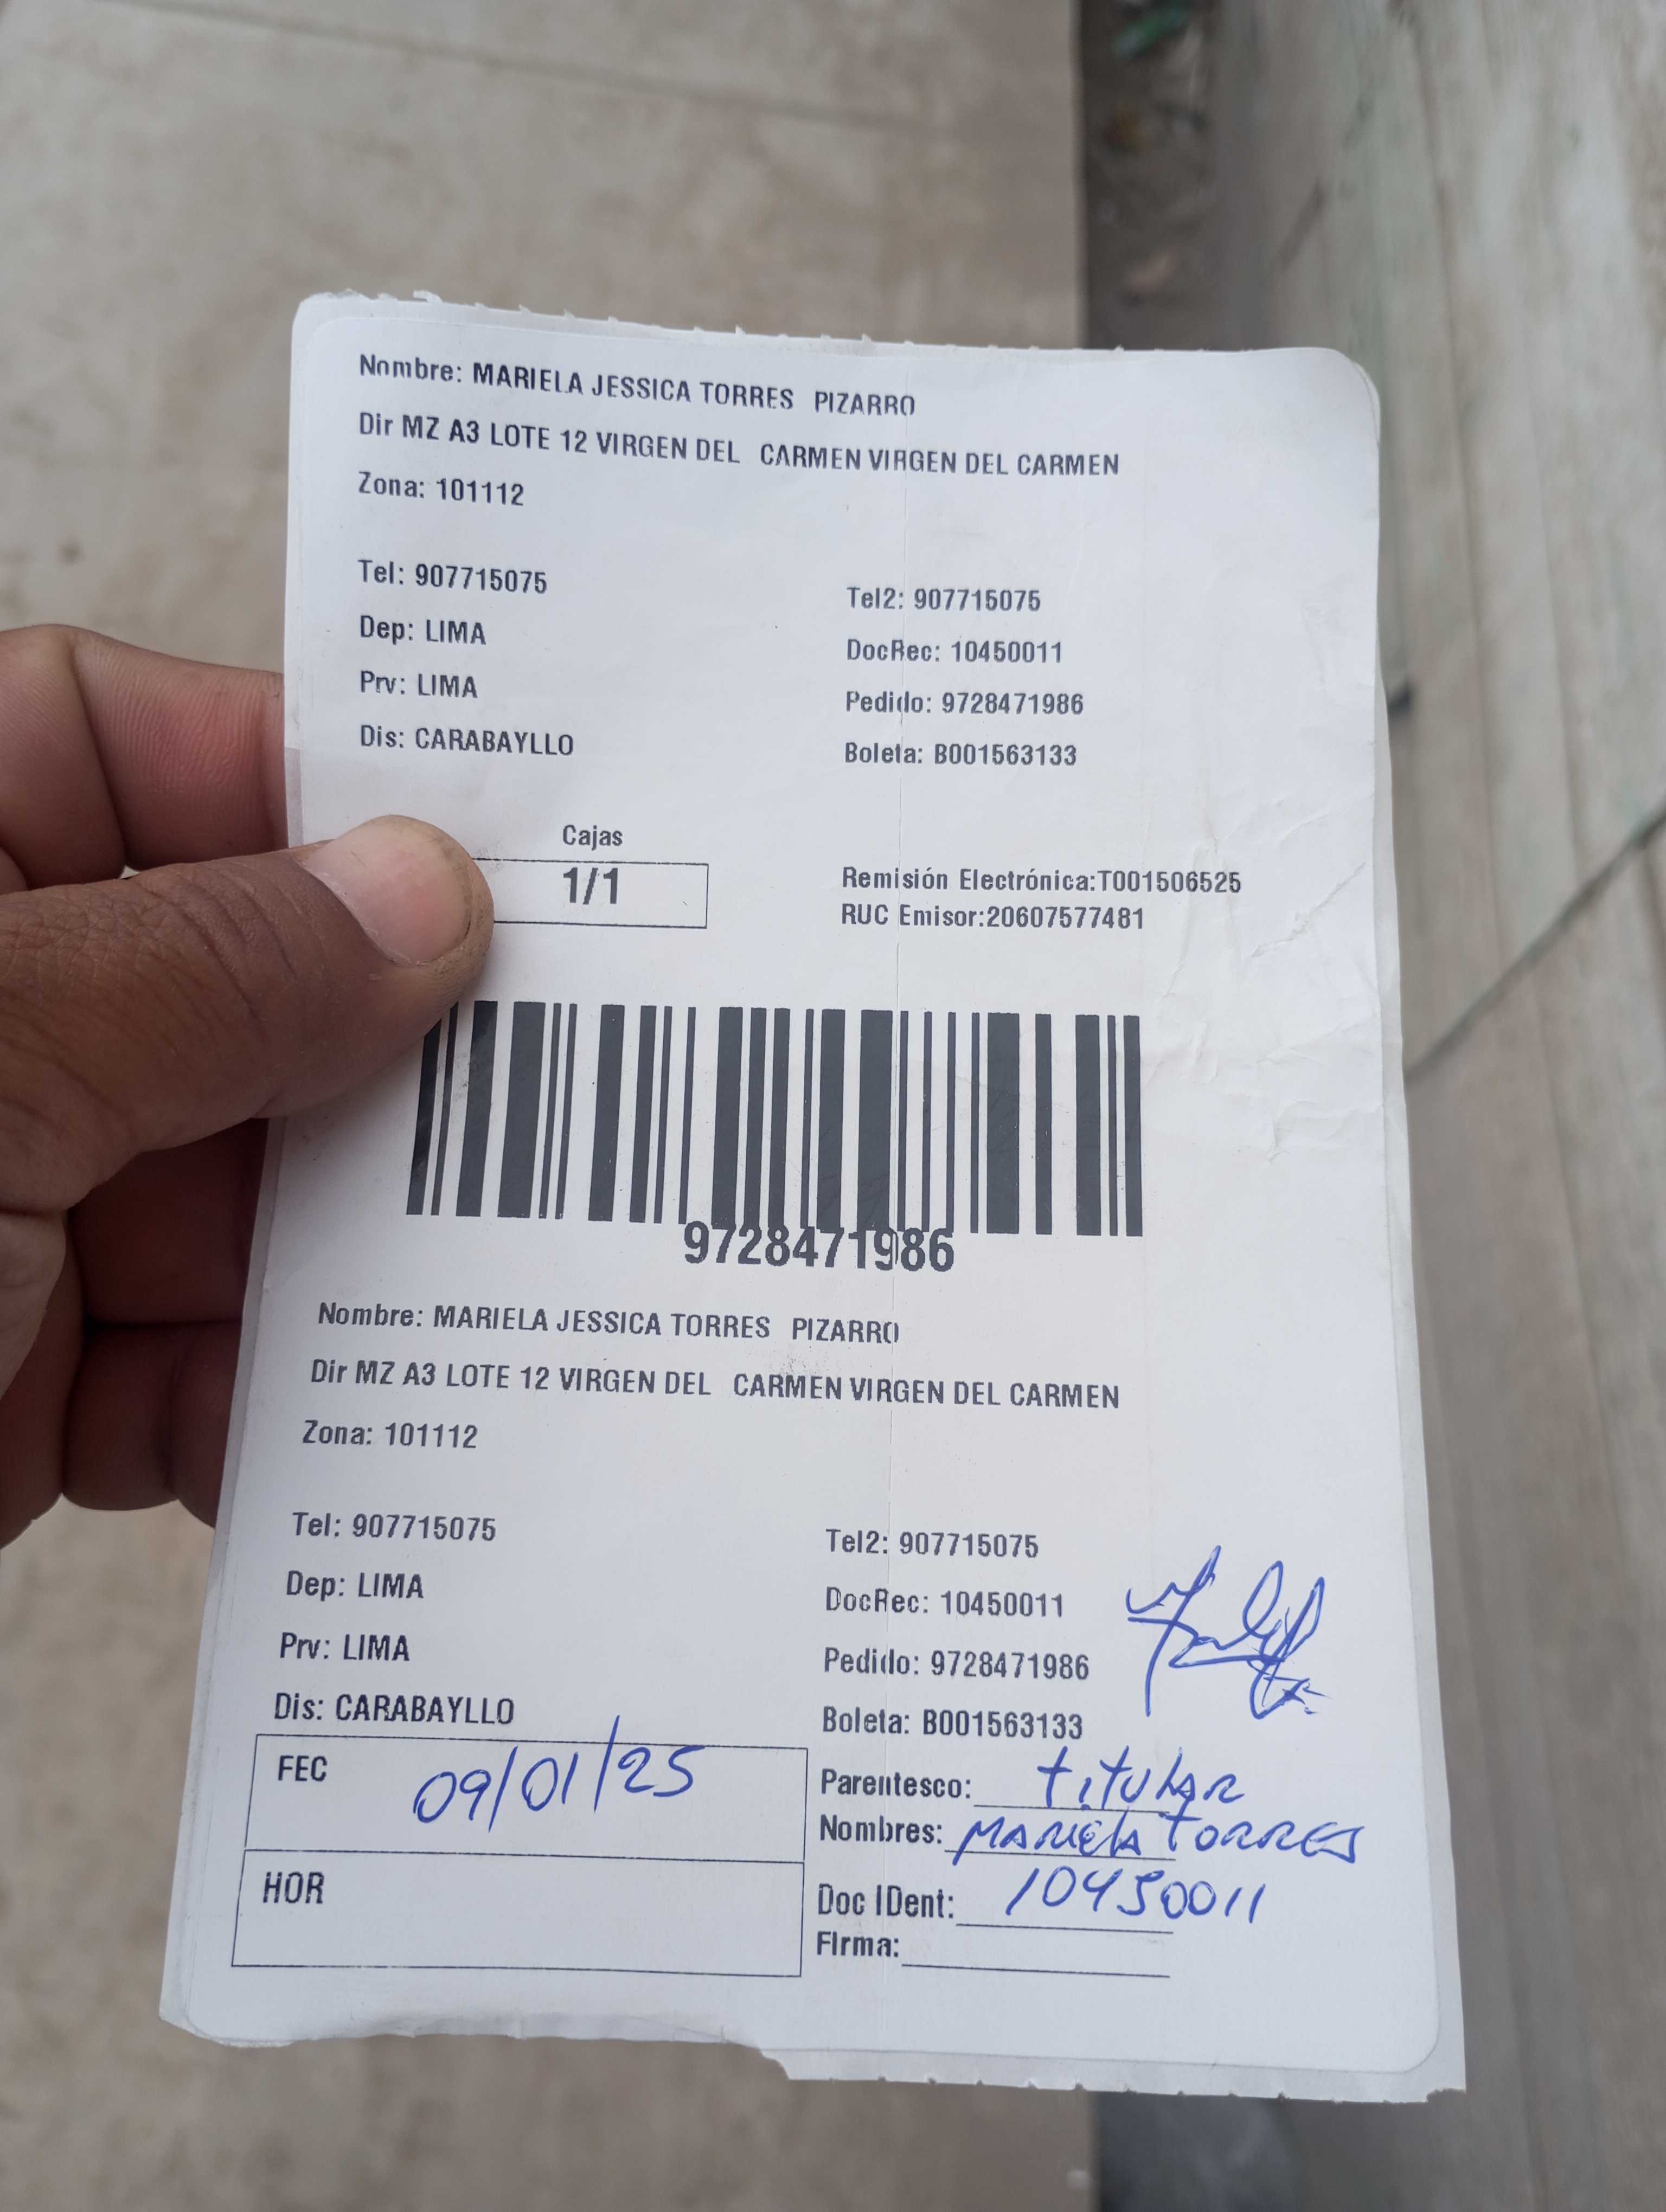 Nombre: MARIELA JESSICA TORRES PIZARRO
Dir MZ A3 LOTE 12 VIRGEN DEL CARMEN VIRGEN DEL CARMEN
Zona: 101112
Tel: 907715075
Tel2: 907715075
Dep: LIMA
DocRec: 10450011
Prv: LIMA
Pedido: 9728471986
Dis: CARABAYLLO
Boleta: B001563133
Cajas
1/1
Remisión Electrónica:T001506525
RUC Emisor:20607577481
9728471986
Nombre: MARIELA JESSICA TORRES PIZARRO
Dir MZ A3 LOTE 12 VIRGEN DEL CARMEN VIRGEN DEL CARMEN
Zona: 101112
Tel: 907715075
Tel2: 907715075
Dep: LIMA
DocRec: 10450011
Prv: LIMA
Pedido: 9728471986
Dis: CARABAYLLO
Boleta: B001563133
FEC 09/01/25
Parentesco: titular
Nombres: MARIELA TORRES
HOR
Doc IDent: 10450011
Firma: